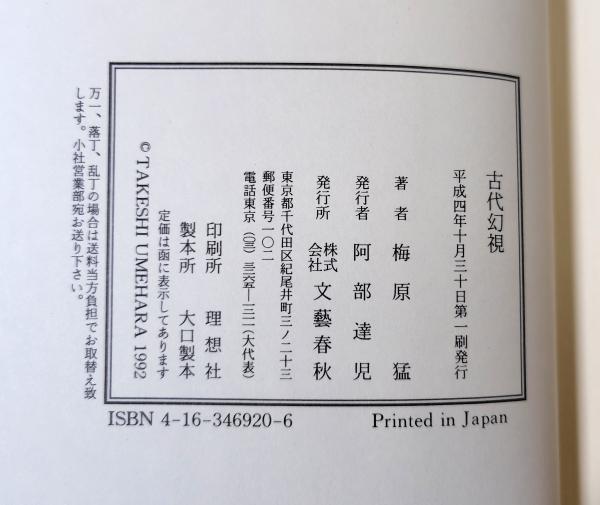 古代幻視
平成四年十月三十日第一刷発行
著者 梅原 猛
発行者 阿部達児
発行所 株式会社 文藝春秋
東京都千代田区紀尾井町三ノ二十三
郵便番号一〇二
電話東京(〇三)三二六五—一二一一(大代表)
印刷所 理想社
製本所 大口製本
定価は函に表示してあります
© TAKESHI UMEHARA 1992
万一、落丁、乱丁の場合は送料当方負担でお取替え致
します。小社営業部宛お送り下さい。
ISBN 4-16-346920-6
Printed in Japan